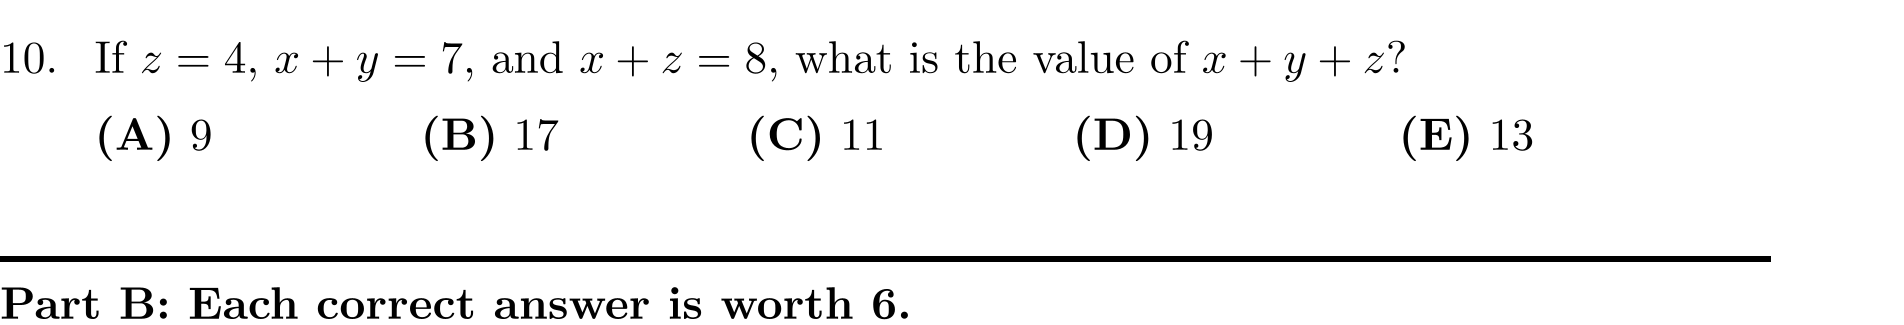 10. If z = 4, x + y = 7, and x + z = 8, what is the value of x + y + z?
(A) 9 (B) 17 (C) 11 (D) 19 (E) 13
Part B: Each correct answer is worth 6.